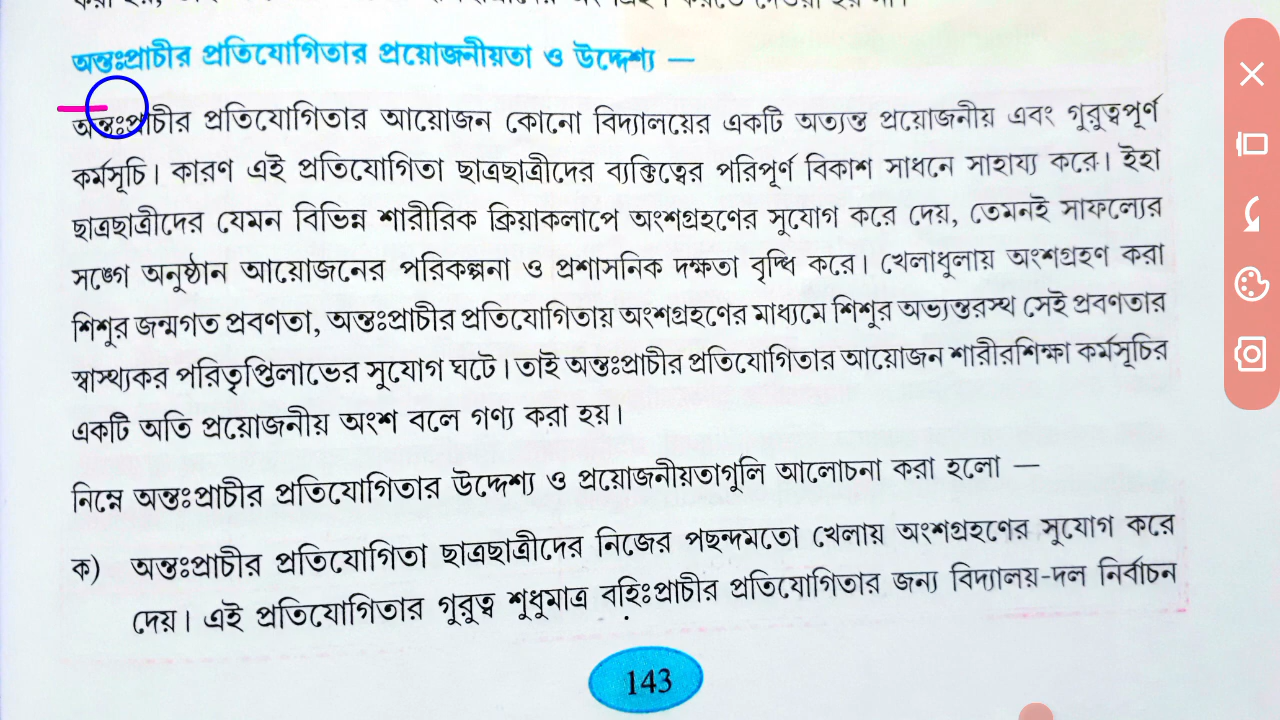 অন্তঃপ্রাচীর প্রতিযোগিতার প্রয়োজনীয়তা ও উদ্দেশ্য —
অন্তঃপ্রাচীর প্রতিযোগিতার আয়োজন কোনো বিদ্যালয়ের একটি অত্যন্ত প্রয়োজনীয় এবং গুরুত্বপূর্ণ
কর্মসূচি। কারণ এই প্রতিযোগিতা ছাত্রছাত্রীদের ব্যক্তিত্বের পরিপূর্ণ বিকাশ সাধনে সাহায্য করে। ইহা
ছাত্রছাত্রীদের যেমন বিভিন্ন শারীরিক ক্রিয়াকলাপে অংশগ্রহণের সুযোগ করে দেয়, তেমনই সাফল্যের
সঙ্গে অনুষ্ঠান আয়োজনের পরিকল্পনা ও প্রশাসনিক দক্ষতা বৃদ্ধি করে। খেলাধুলায় অংশগ্রহণ করা
শিশুর জন্মগত প্রবণতা, অন্তঃপ্রাচীর প্রতিযোগিতায় অংশগ্রহণের মাধ্যমে শিশুর অভ্যন্তরস্থ সেই প্রবণতার
স্বাস্থ্যকর পরিতৃপ্তিলাভের সুযোগ ঘটে। তাই অন্তঃপ্রাচীর প্রতিযোগিতার আয়োজন শারীরশিক্ষা কর্মসূচির
একটি অতি প্রয়োজনীয় অংশ বলে গণ্য করা হয়।
নিম্নে অন্তঃপ্রাচীর প্রতিযোগিতার উদ্দেশ্য ও প্রয়োজনীয়তাগুলি আলোচনা করা হলো —
ক) অন্তঃপ্রাচীর প্রতিযোগিতা ছাত্রছাত্রীদের নিজের পছন্দমতো খেলায় অংশগ্রহণের সুযোগ করে
দেয়। এই প্রতিযোগিতার গুরুত্ব শুধুমাত্র বহিঃপ্রাচীর প্রতিযোগিতার জন্য বিদ্যালয়-দল নির্বাচন
143